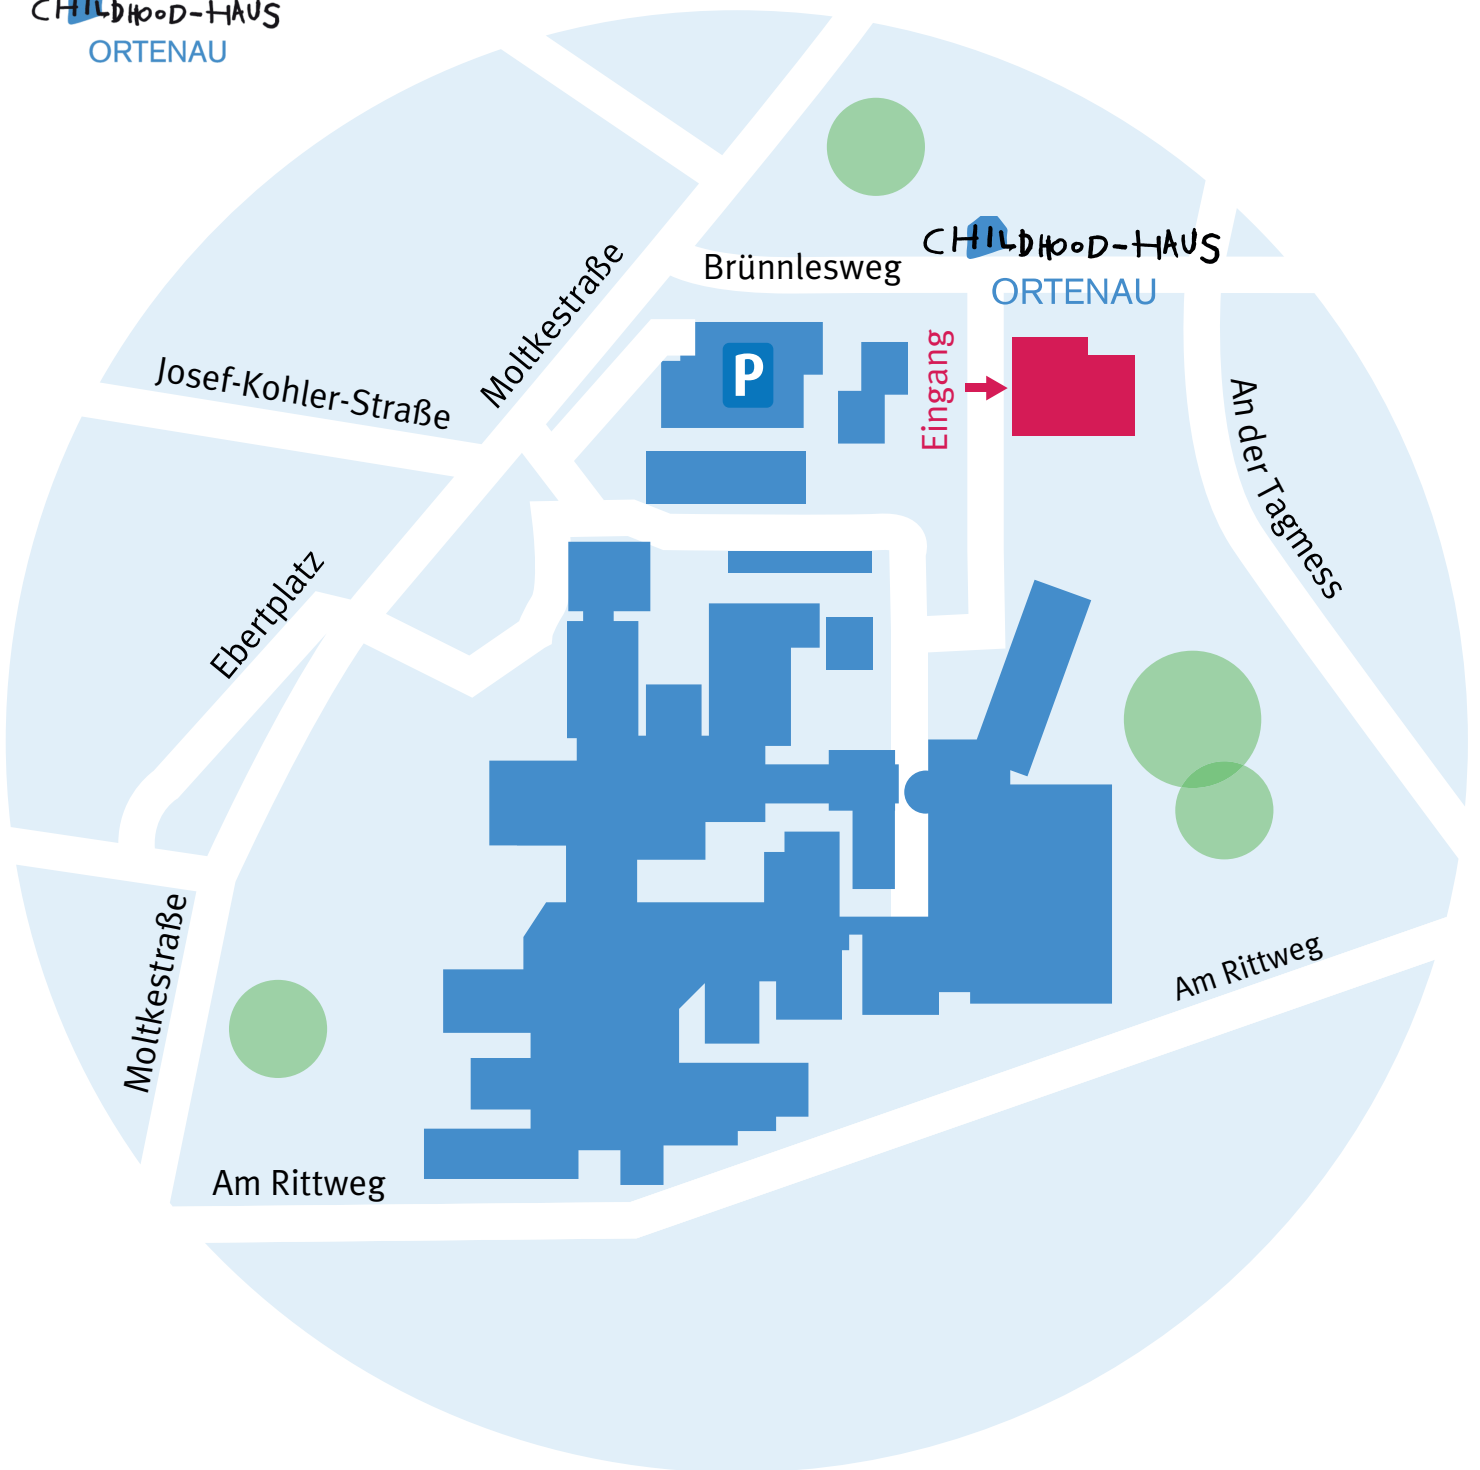 CHILDHOOD-HAUS
ORTENAU
CHILDHOOD-HAUS
ORTENAU
Brünnlesweg
Moltkestraße
Josef-Kohler-Straße
P
Eingang
An der Tagmess
Ebertplatz
Moltkestraße
Am Rittweg
Am Rittweg